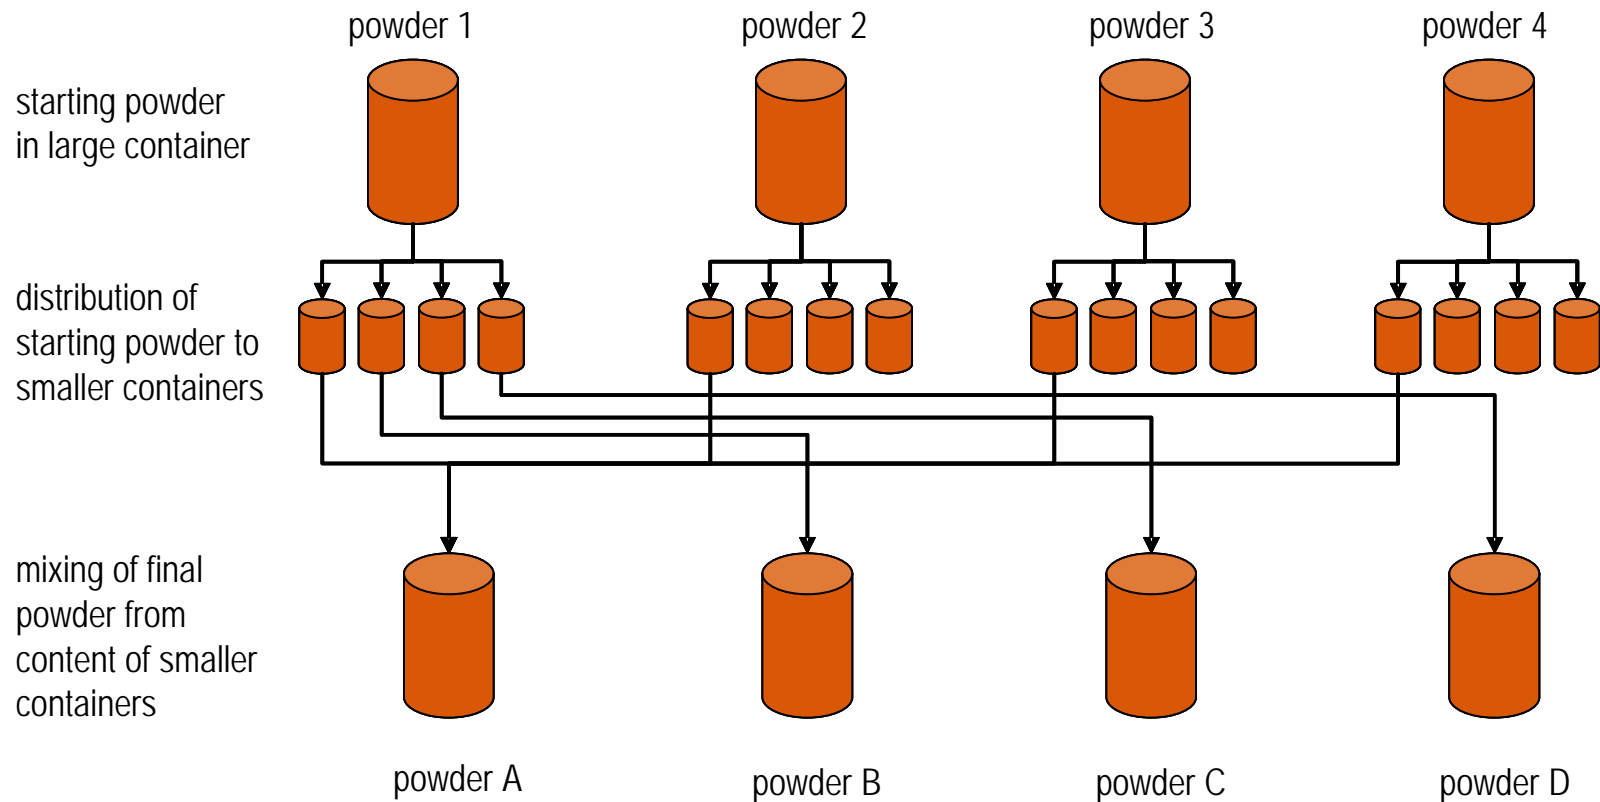 powder 1
powder 2
powder 3
powder 4
starting powder
in large container
distribution of
starting powder to
smaller containers
mixing of final
powder from
content of smaller
containers
powder A
powder B
powder C
powder D